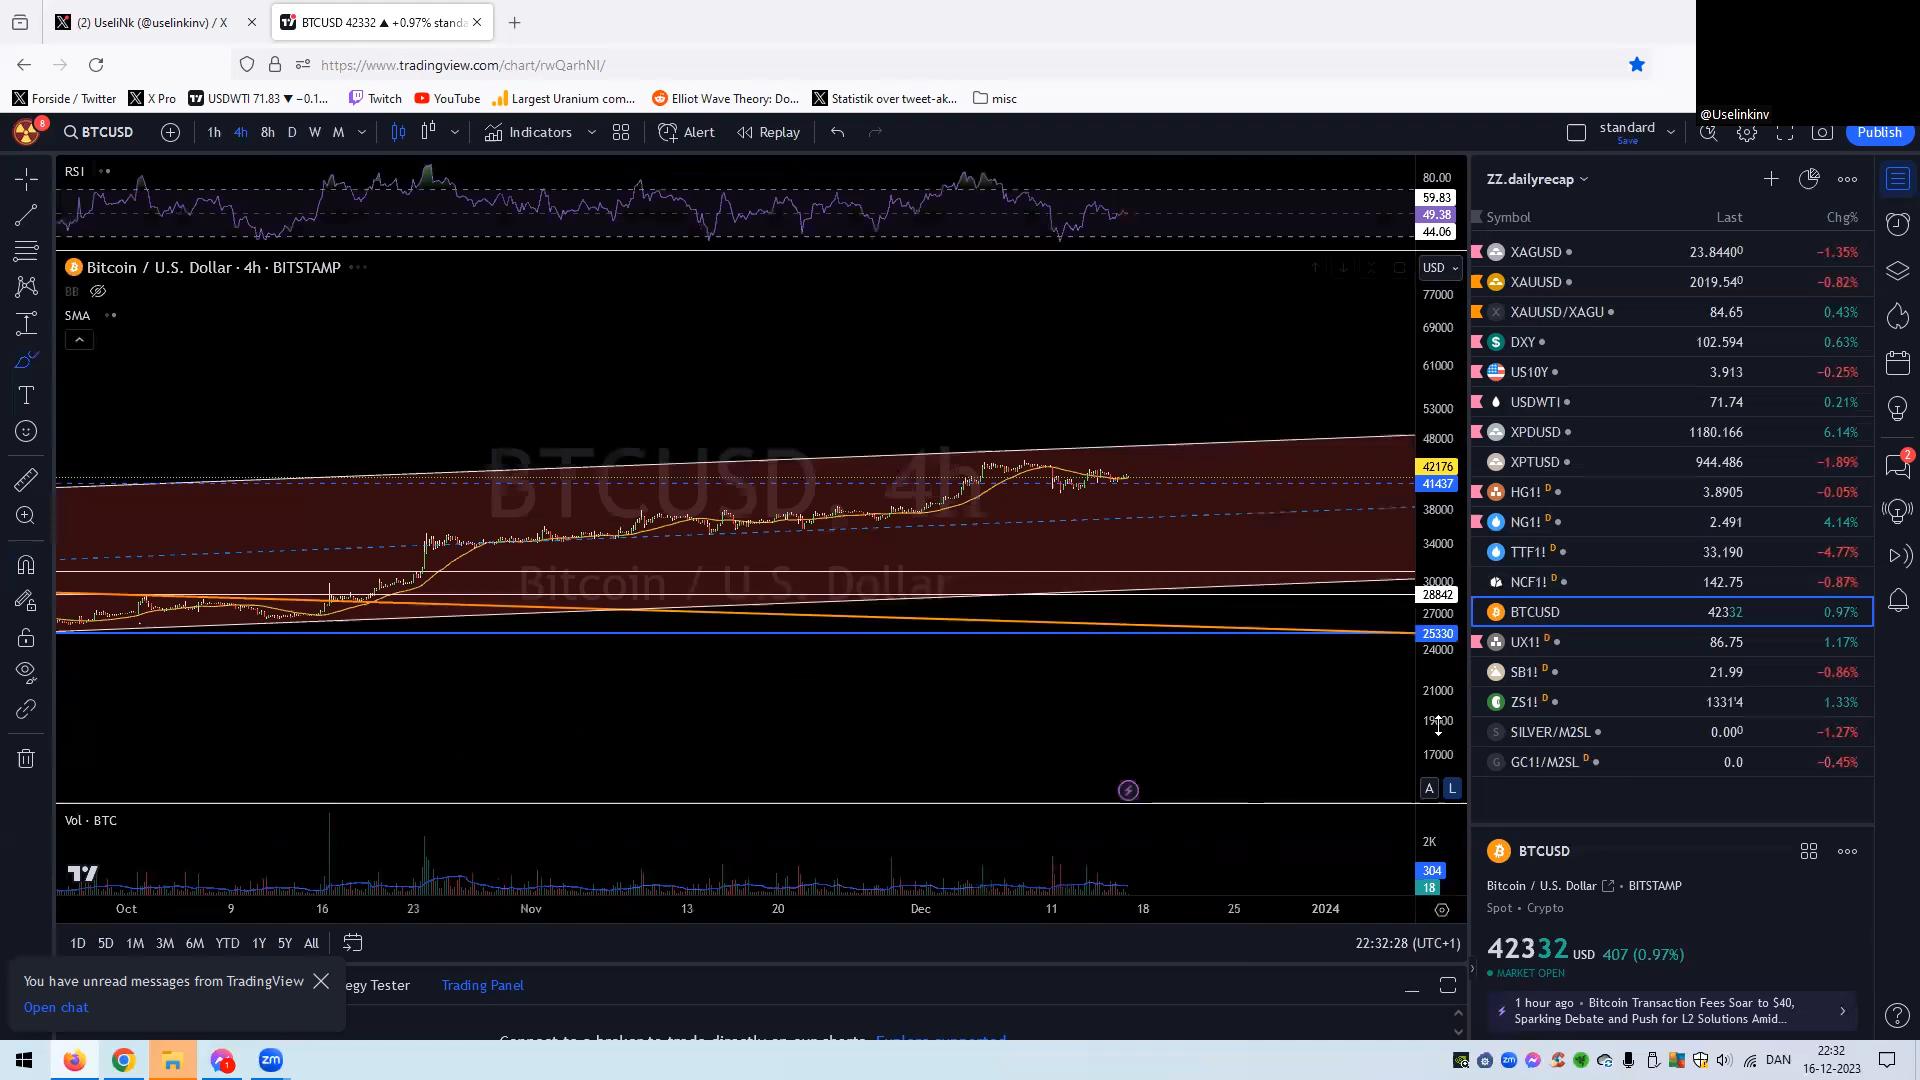 (2) UseliNk (@uselinkinv) / X
BTCUSD 42332 ▲ +0.97% standa
https://www.tradingview.com/chart/rwQarhNI/
Forside / Twitter
X Pro
USDWTI 71.83 ▼ −0.1...
Twitch
YouTube
Largest Uranium com...
Elliot Wave Theory: Do...
Statistik over tweet-ak...
misc
@Uselinkinv
8
BTCUSD
1h
4h
8h
D
W
M
Indicators
Alert
Replay
standard
Save
Publish
RSI
80.00
59.83
49.38
44.06
Bitcoin / U.S. Dollar · 4h · BITSTAMP
USD
BB
SMA
77000
69000
61000
53000
48000
42176
41437
38000
34000
30000
28842
27000
25330
24000
21000
17000
BTCUSD, 4h
Bitcoin / U.S. Dollar
A
L
Vol · BTC
2K
304
18
Oct
9
16
23
Nov
13
20
Dec
11
18
25
2024
1D
5D
1M
3M
6M
YTD
1Y
5Y
All
22:32:28 (UTC+1)
You have unread messages from TradingView
Open chat
egy Tester
Trading Panel
ZZ.dailyrecap
Symbol
Last
Chg%
XAGUSD 23.8440⁰ −1.35%
XAUUSD 2019.54⁰ −0.82%
XAUUSD/XAGU 84.65 0.43%
DXY 102.594 0.63%
US10Y 3.913 −0.25%
USDWTI 71.74 0.21%
XPDUSD 1180.166 6.14%
XPTUSD 944.486 −1.89%
HG1! D 3.8905 −0.05%
NG1! D 2.491 4.14%
TTF1! D 33.190 −4.77%
NCF1! D 142.75 −0.87%
BTCUSD 42332 0.97%
UX1! D 86.75 1.17%
SB1! D 21.99 −0.86%
ZS1! D 1331'4 1.33%
SILVER/M2SL 0.00⁰ −1.27%
GC1!/M2SL D 0.0 −0.45%
2
BTCUSD
Bitcoin / U.S. Dollar • BITSTAMP
Spot • Crypto
42332 USD 407 (0.97%)
MARKET OPEN
1 hour ago • Bitcoin Transaction Fees Soar to $40,
Sparking Debate and Push for L2 Solutions Amid...
1
zm
zm
DAN
22:32
16-12-2023